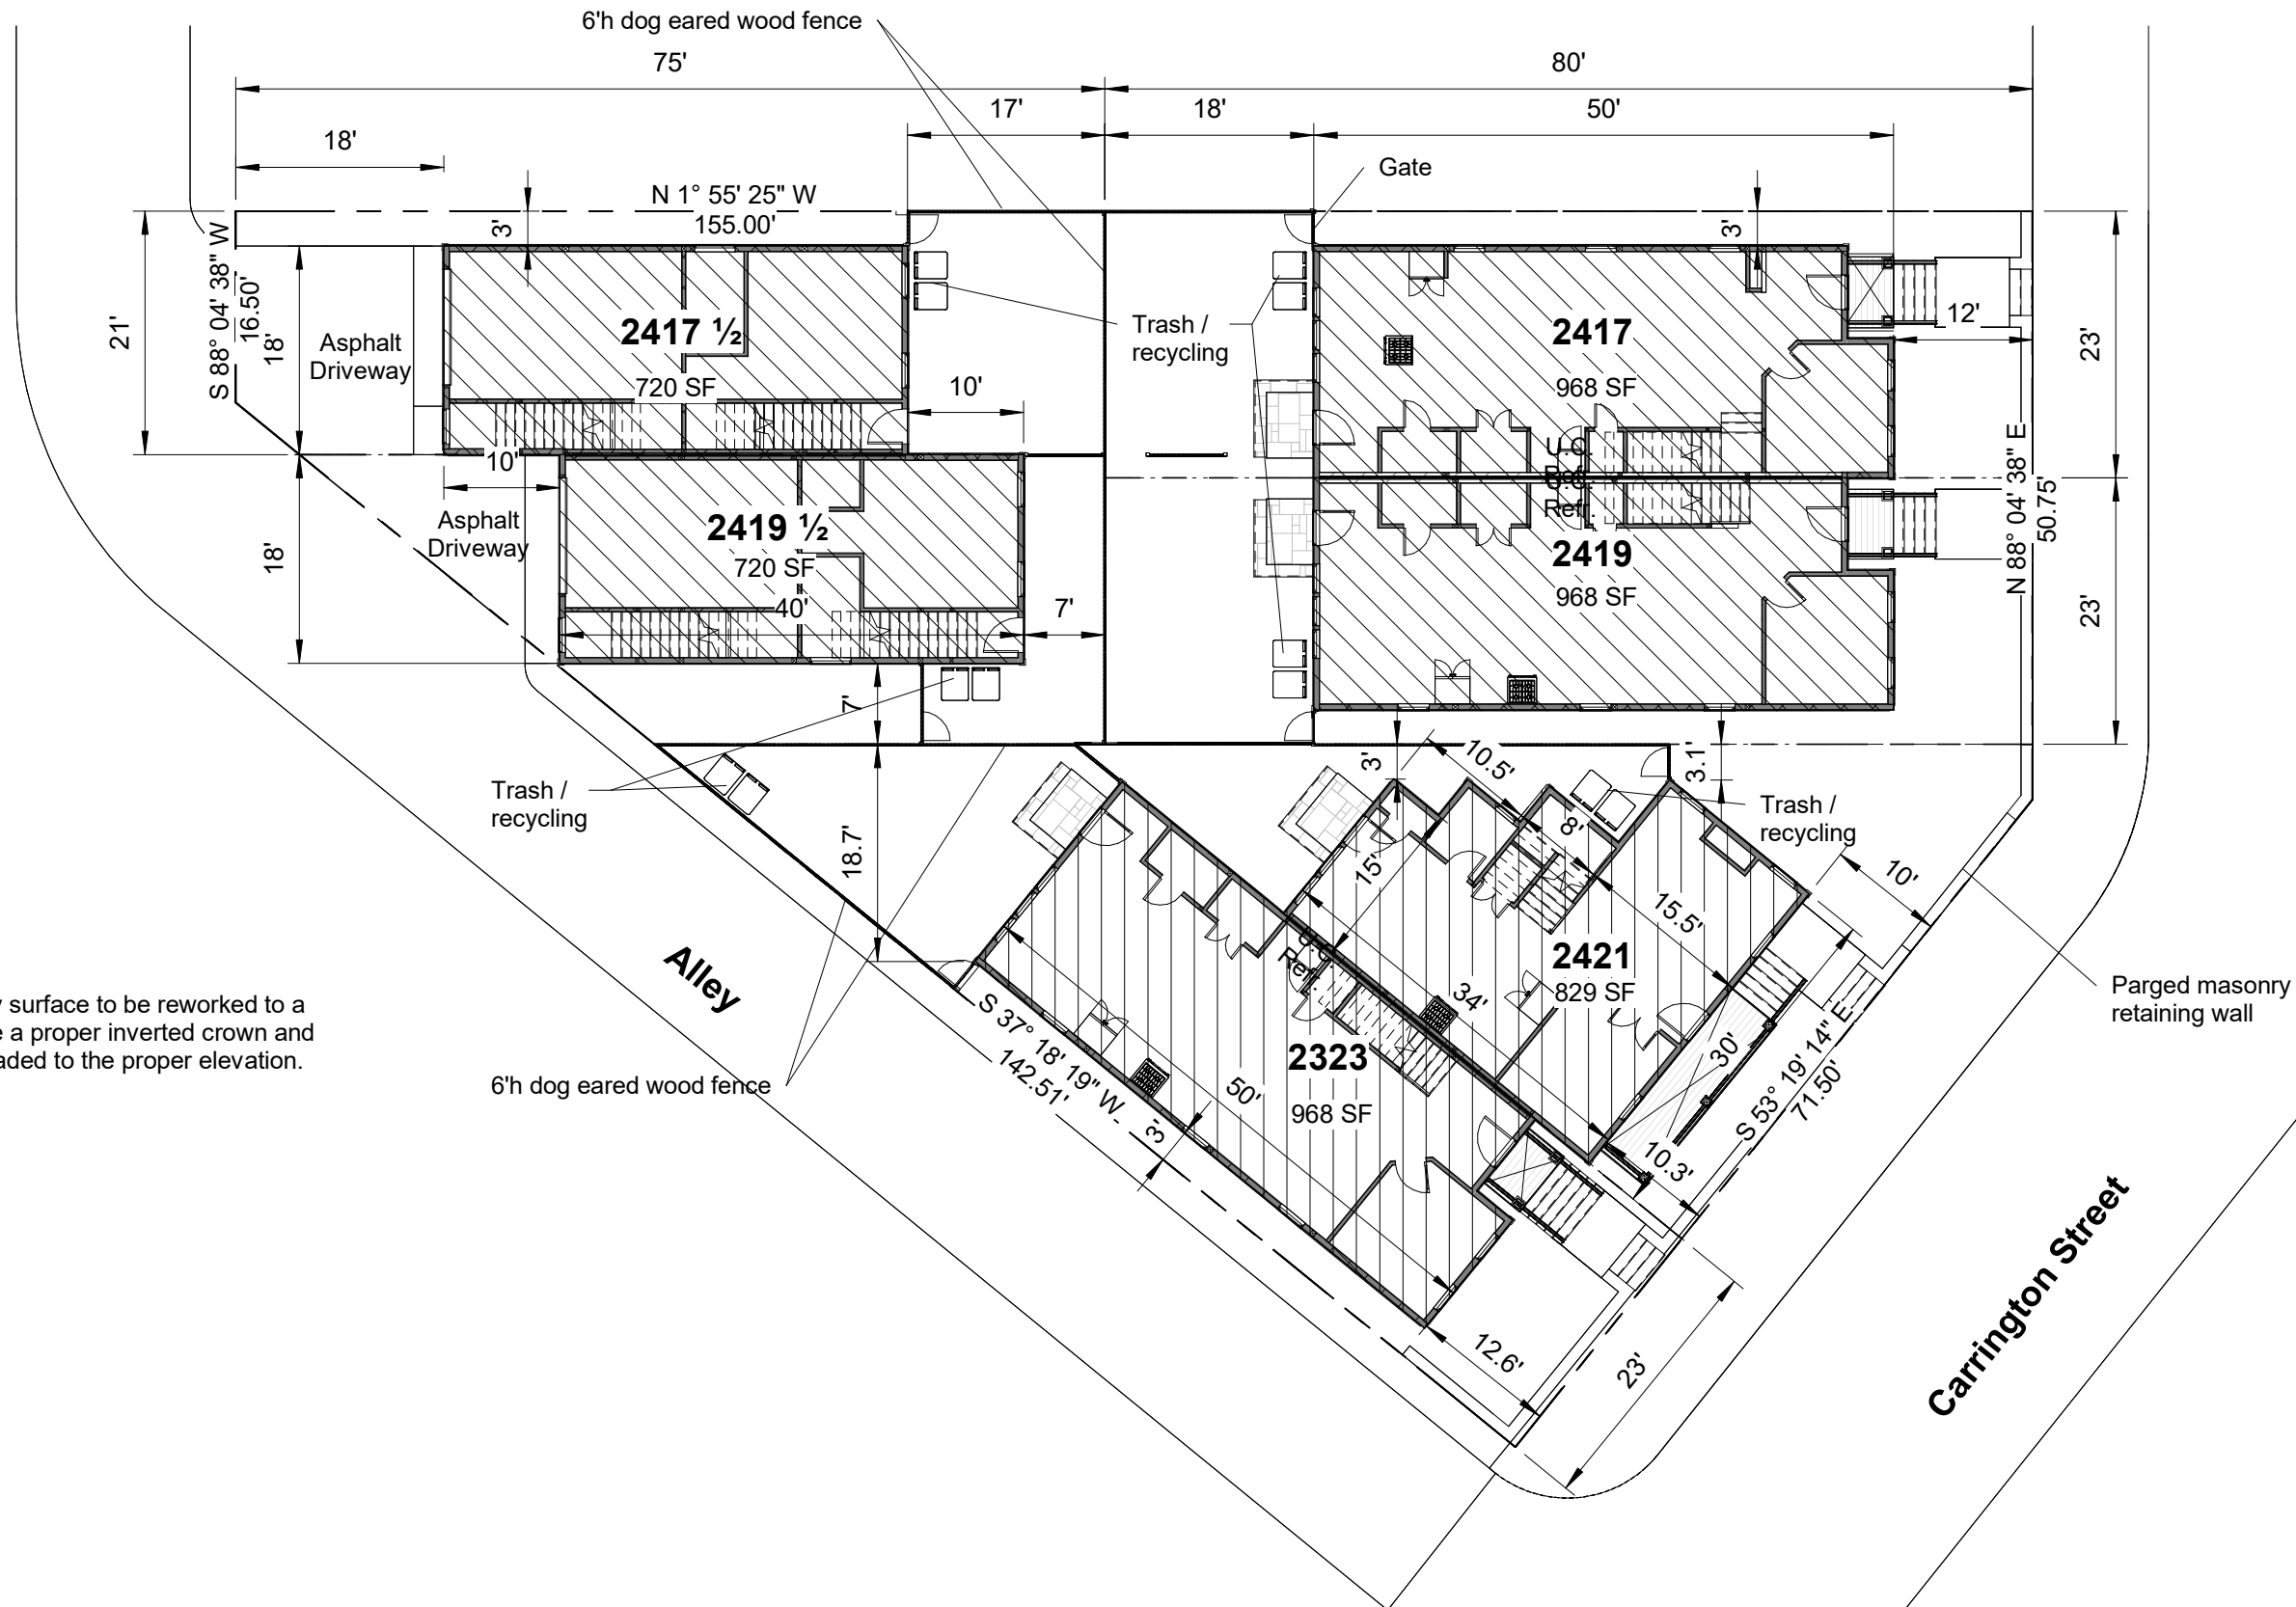 6'h dog eared wood fence
75'
80'
17'
18'
50'
18'
Gate
N 1° 55' 25" W
155.00'
3'
3'
S 88° 04' 38" W
16.50'
21'
18'
Asphalt
Driveway
2417 ½
720 SF
10'
Trash /
recycling
2417
968 SF
12'
23'
U.C.
Ref.
10'
Asphalt
Driveway
18'
2419 ½
720 SF
40'
7'
U.C.
Refr.
2419
968 SF
N 88° 04' 38" E
50.75'
23'
7'
Trash /
recycling
18.7'
3'
10.5'
3.1'
8'
Trash /
recycling
15'
10'
15.5'
Alley
U.C.
Ref.
34'
2421
829 SF
Parged masonry
retaining wall
y surface to be reworked to a
e a proper inverted crown and
aded to the proper elevation.
6'h dog eared wood fence
S 37° 18' 19" W
142.51'
2323
968 SF
50'
3'
30'
S 53° 19' 14" E
71.50'
10.3'
12.6'
23'
Carrington Street